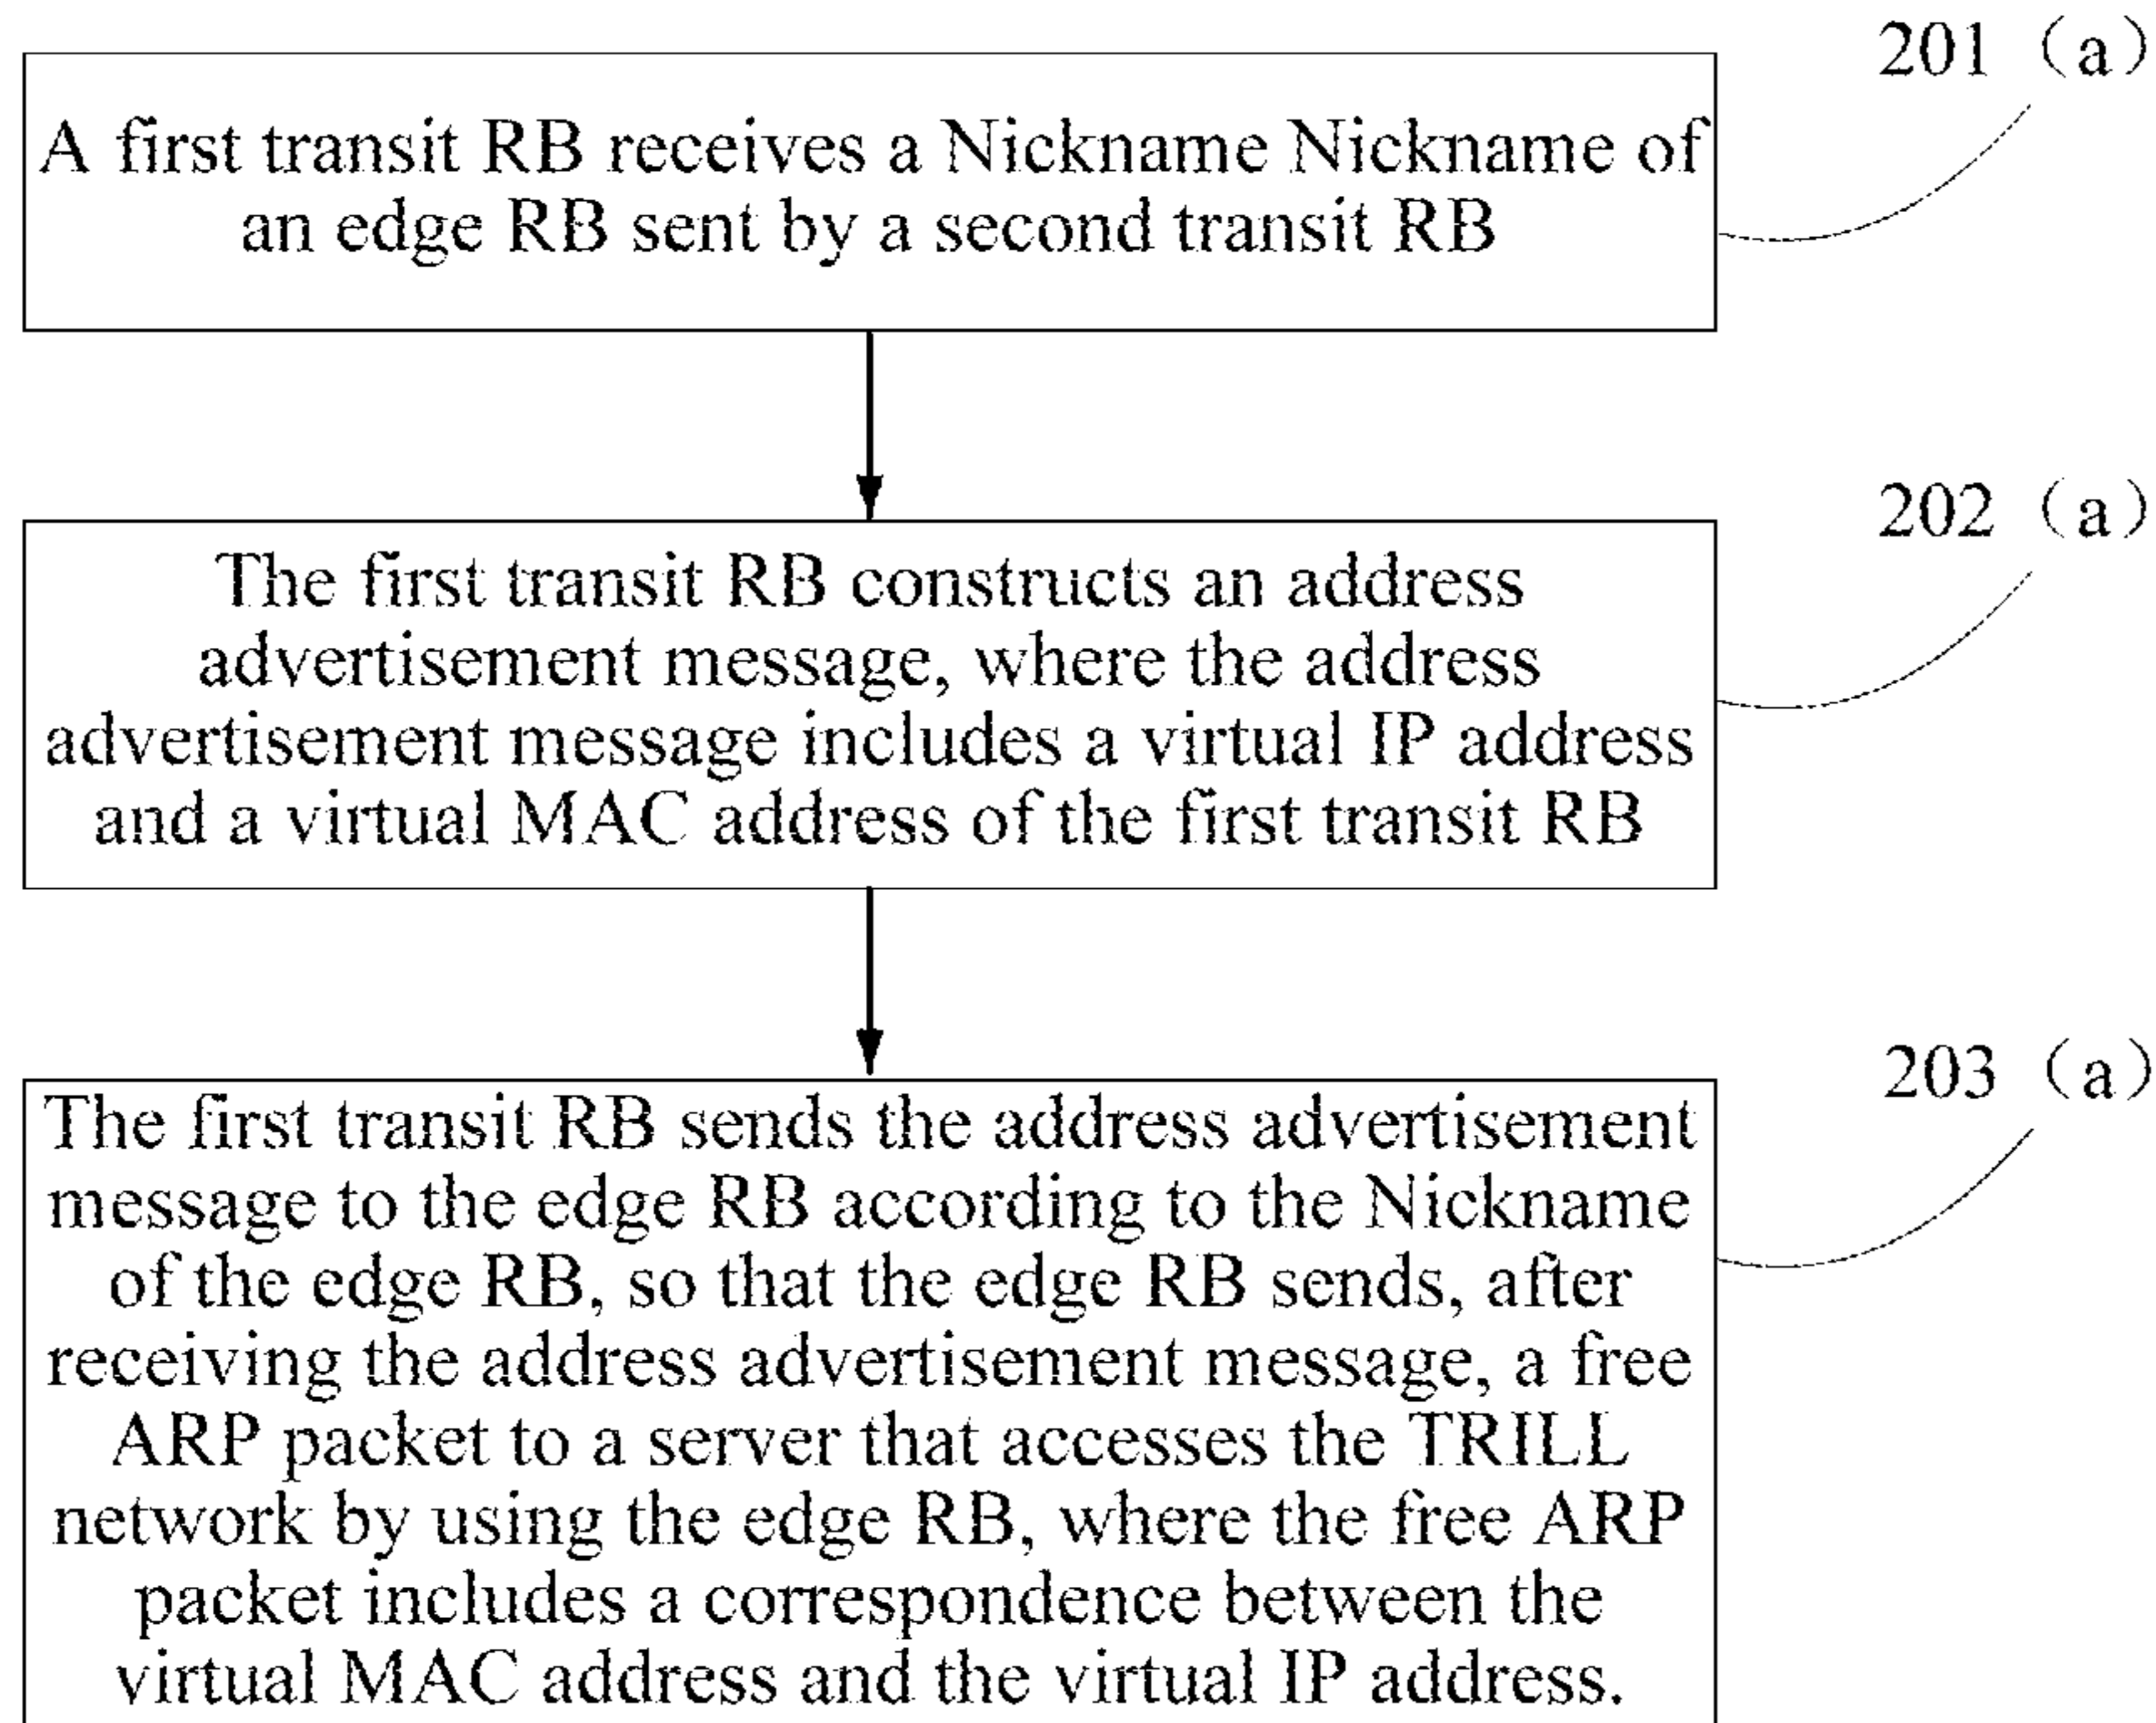 201 (a)
A first transit RB receives a Nickname Nickname of
an edge RB sent by a second transit RB
202 (a)
The first transit RB constructs an address
advertisement message, where the address
advertisement message includes a virtual IP address
and a virtual MAC address of the first transit RB
203 (a)
The first transit RB sends the address advertisement
message to the edge RB according to the Nickname
of the edge RB, so that the edge RB sends, after
receiving the address advertisement message, a free
ARP packet to a server that accesses the TRILL
network by using the edge RB, where the free ARP
packet includes a correspondence between the
virtual MAC address and the virtual IP address.